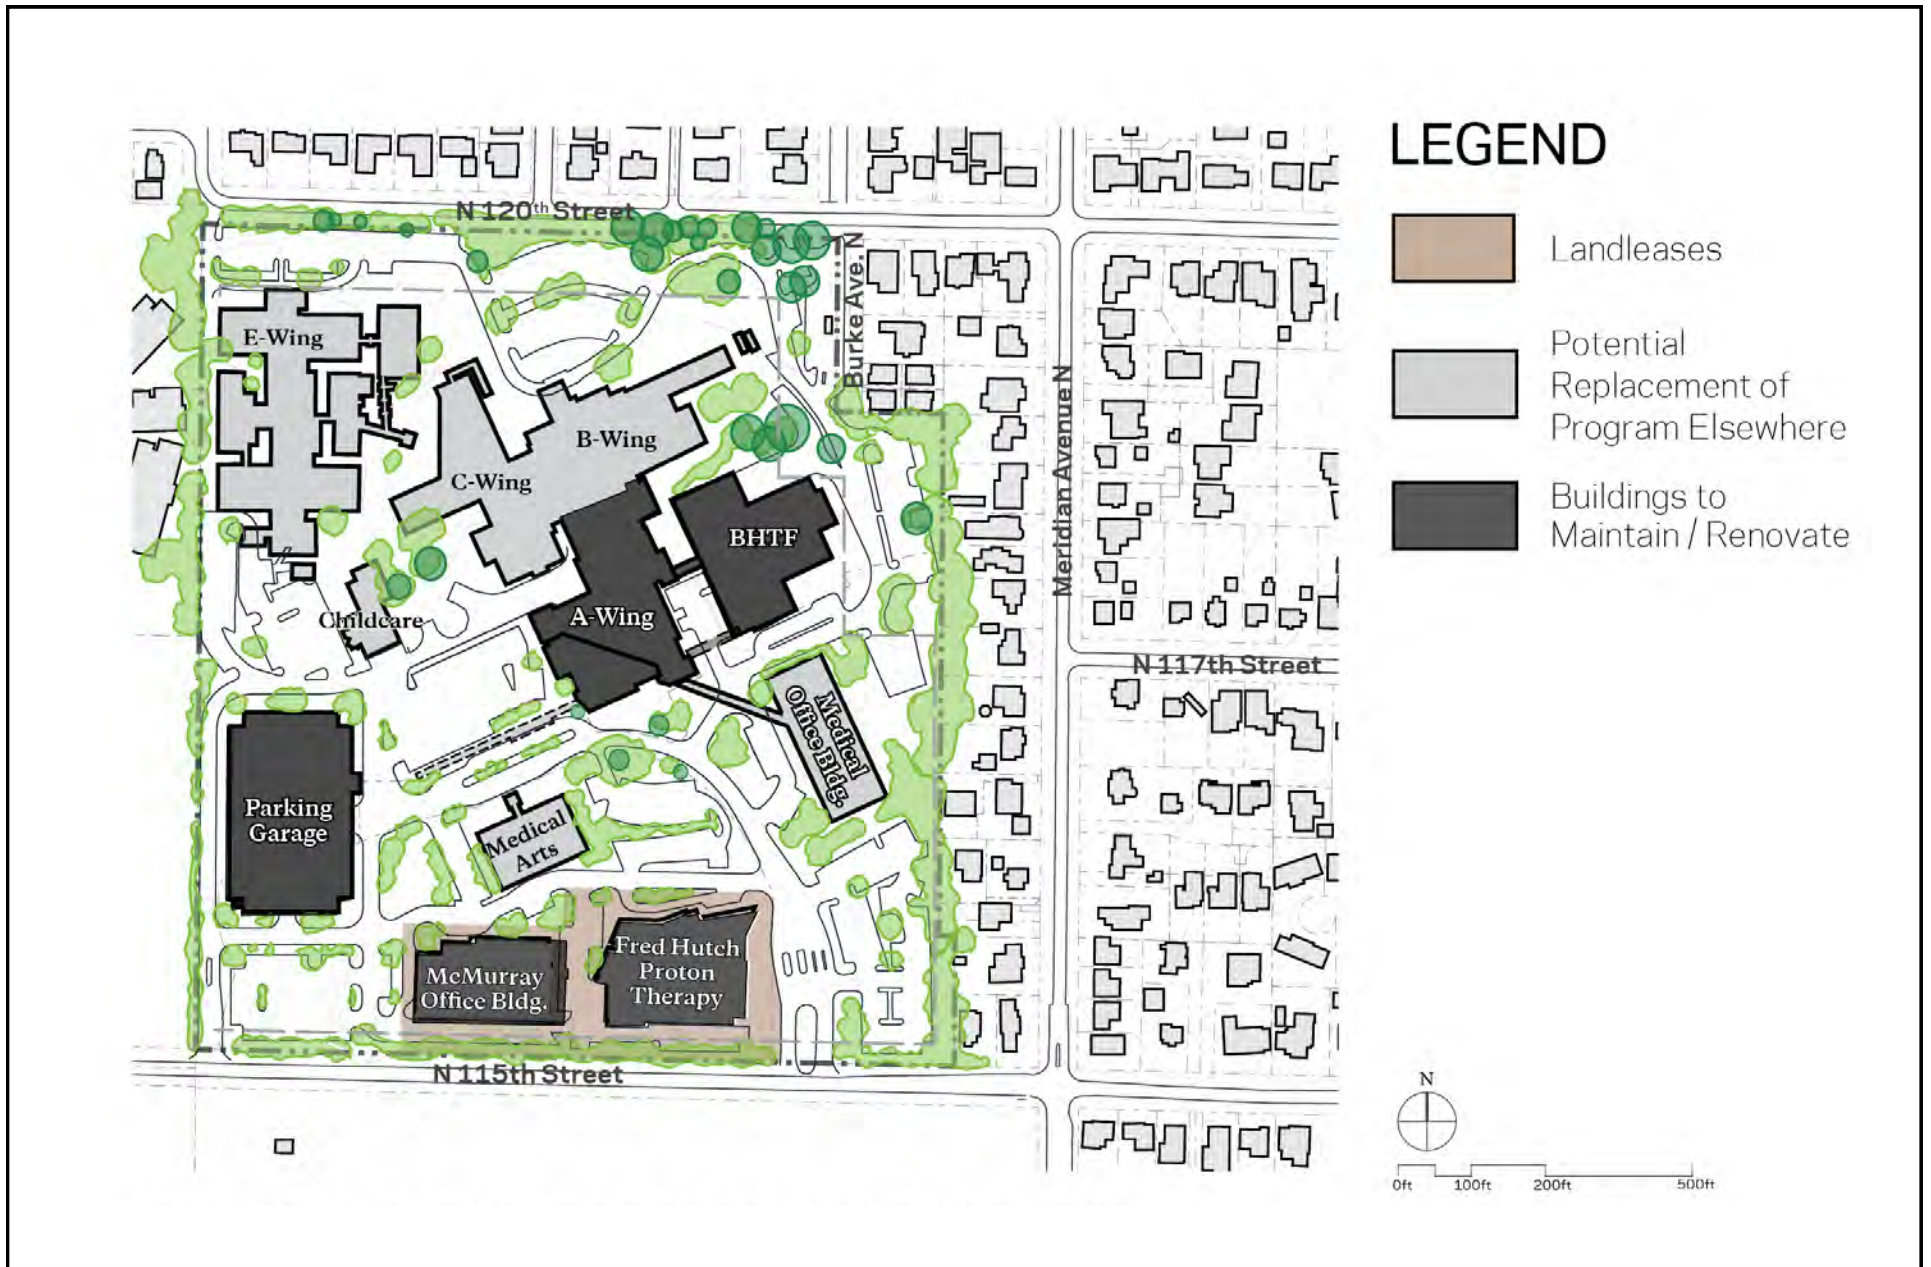 LEGEND
Landleases
Potential
Replacement of
Program Elsewhere
Buildings to
Maintain / Renovate
N 120th Street
Burke Ave. N
E-Wing
B-Wing
C-Wing
Meridian Avenue N
BHTF
A-Wing
Childcare
N 117th Street
Medical
Office Bldg.
Parking
Garage
Medical
Arts
Fred Hutch
Proton
Therapy
McMurray
Office Bldg.
N 115th Street
N
0ft 100ft 200ft 500ft